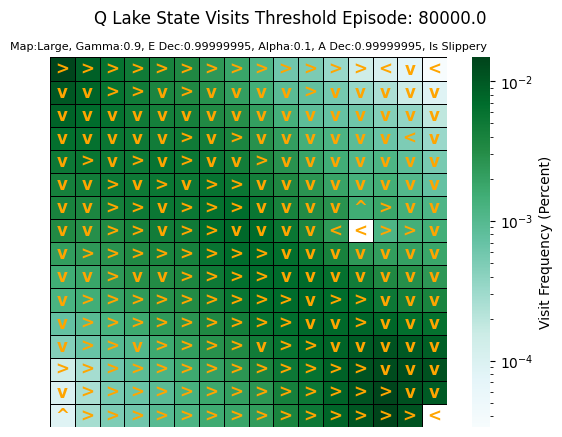 Q Lake State Visits Threshold Episode: 80000.0
Map:Large, Gamma:0.9, E Dec:0.99999995, Alpha:0.1, A Dec:0.99999995, Is Slippery
> > > > > > > > > > > > > < v <
v v > > v > v v v v > v v v v v
v v v v v v v v v v v v v v v v
v v v v v > v > v v v v v v < v
v > v > v > v v > v v v v v v v
v v > v > v > > v v v v v v v v
v v > > v > > > v v v v ^ > v v
v v > > v > > v v v v < < > > v
v > > > > > > > > v v v v v v v
v v > v v > > > > v v v v v v v
v > > > > > > > > > v > > v v v
v > > > > > > > > > v v > v v v
v > > v > > > > v > > v v v v v
> > > > > > > > > > > > > v v v
v > > > > > > > > > > > > > v v
^ > > > > > > > > > > > > > > <
10⁻²
10⁻³
10⁻⁴
Visit Frequency (Percent)